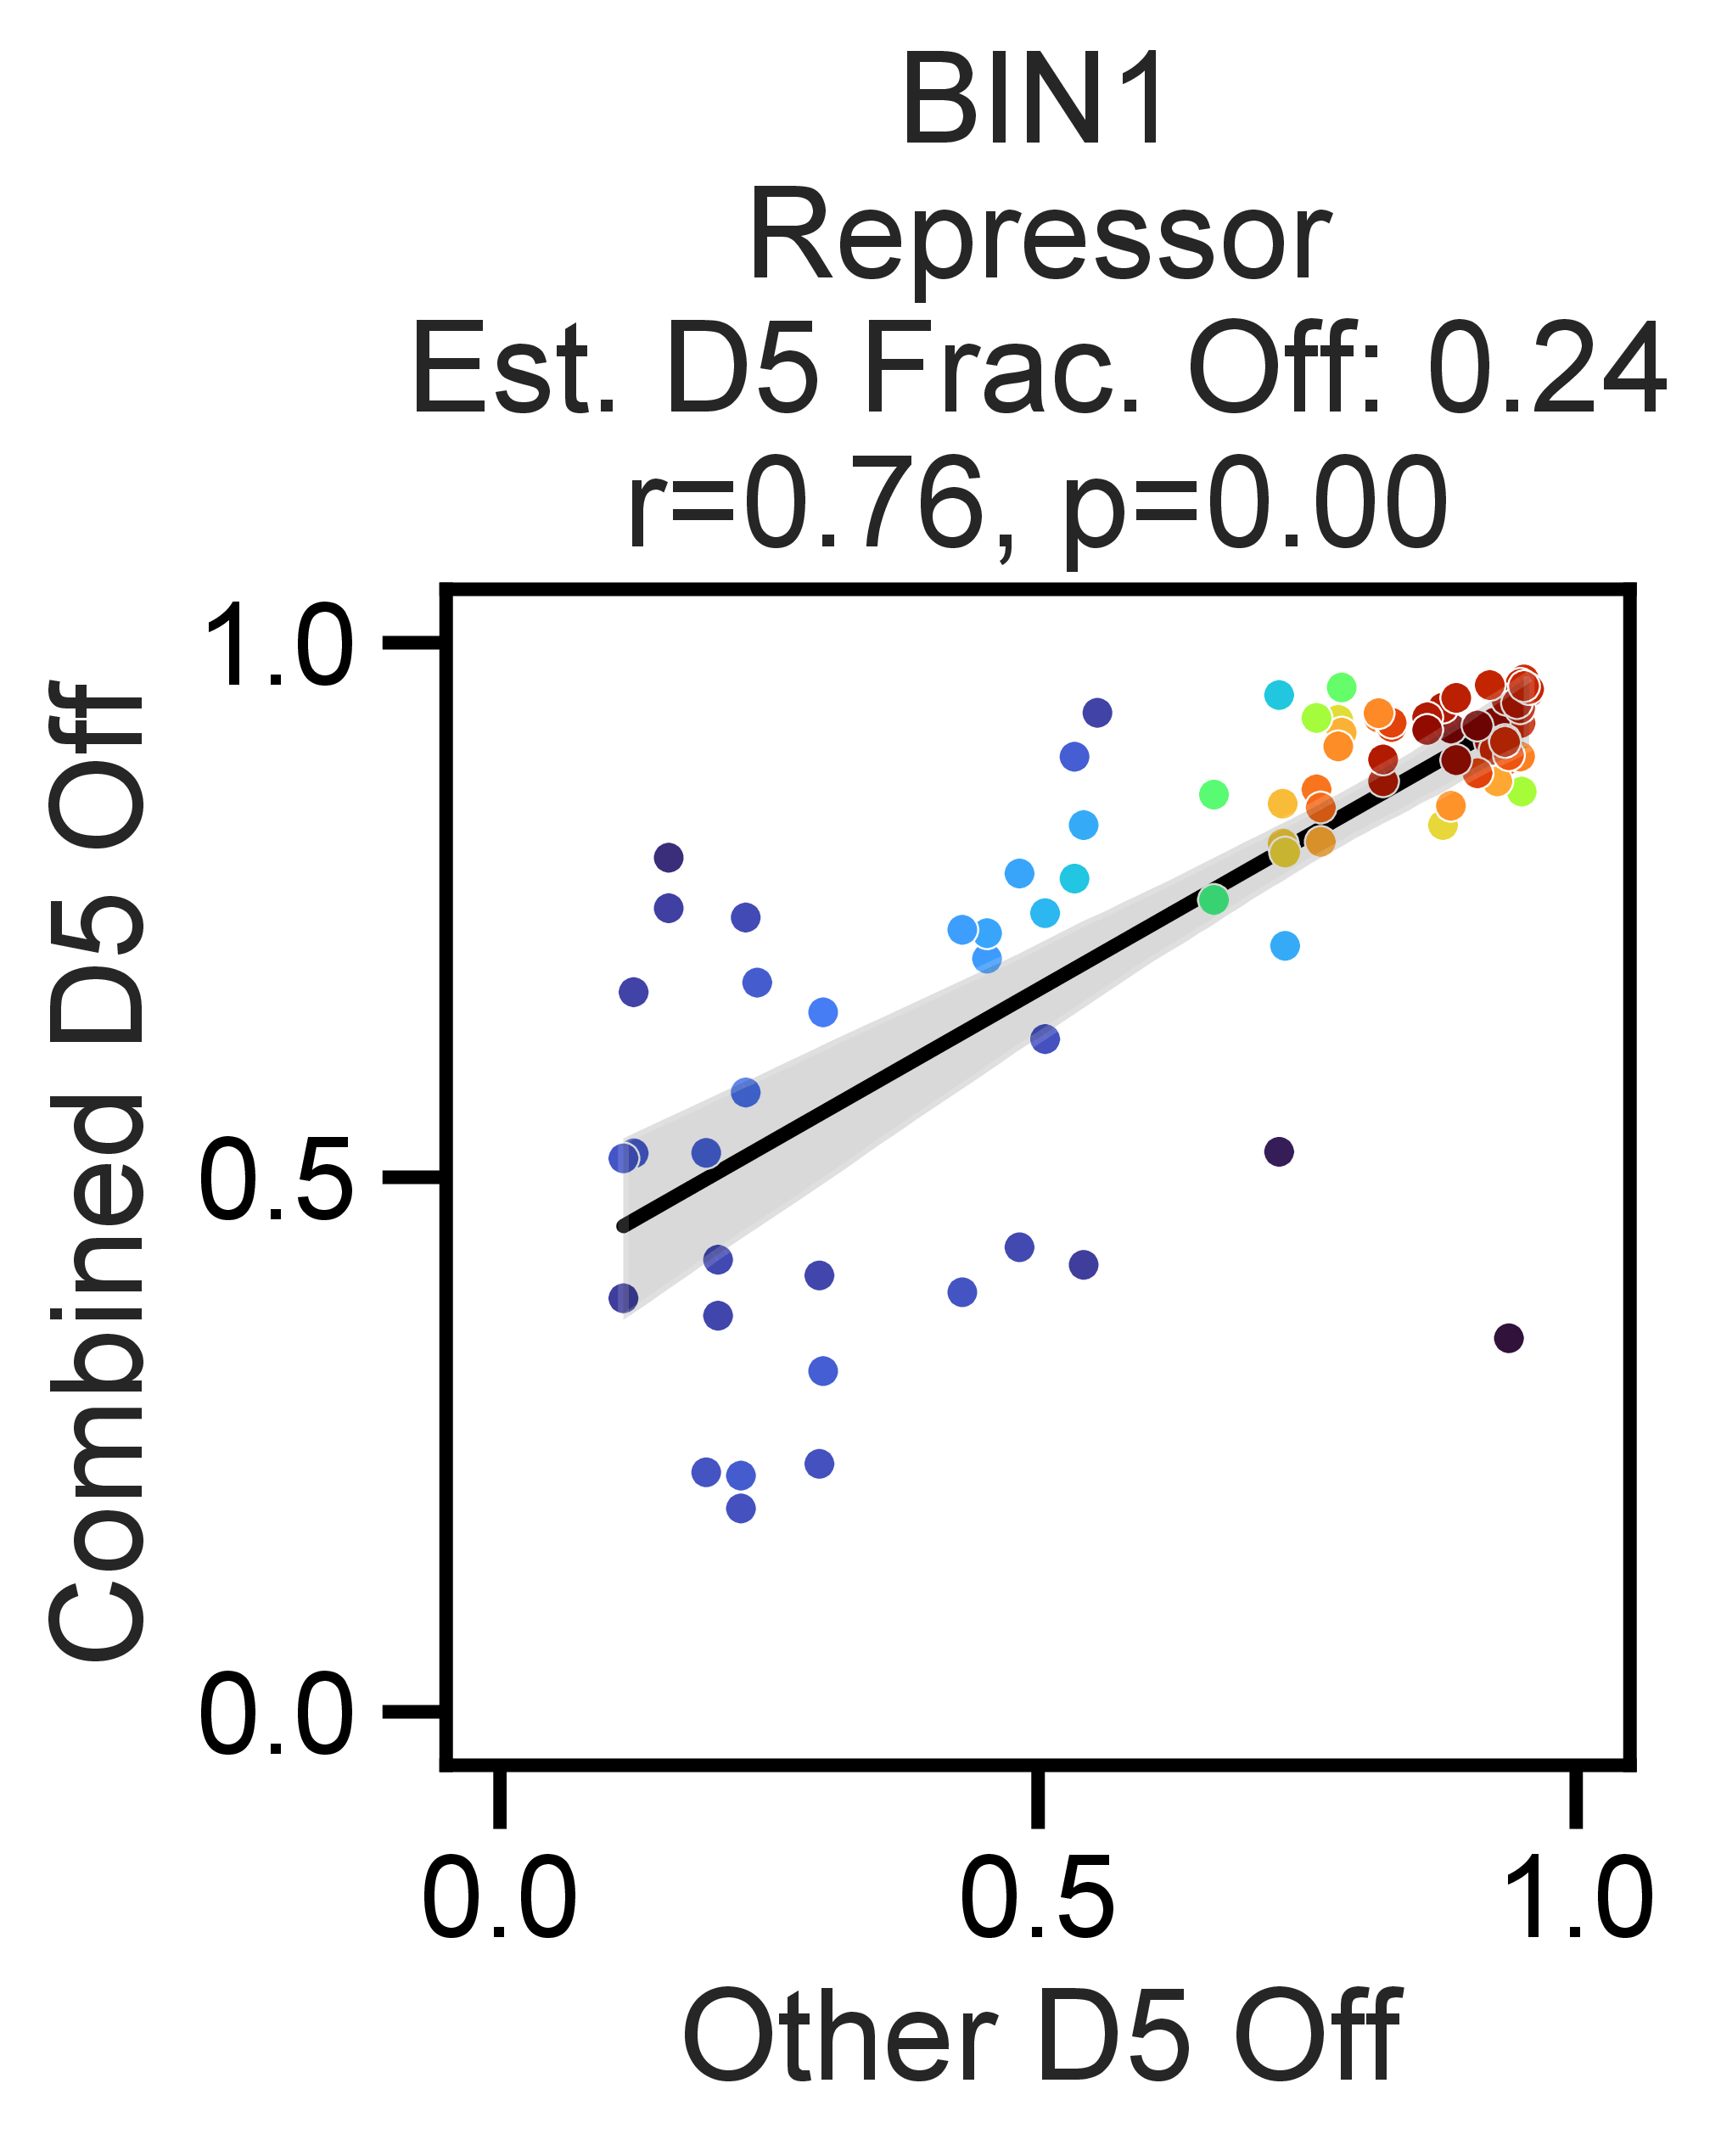 BIN1
Repressor
Est. D5 Frac. Off: 0.24
r=0.76, p=0.00
Combined D5 Off
1.0
0.5
0.0
0.0 0.5 1.0
Other D5 Off